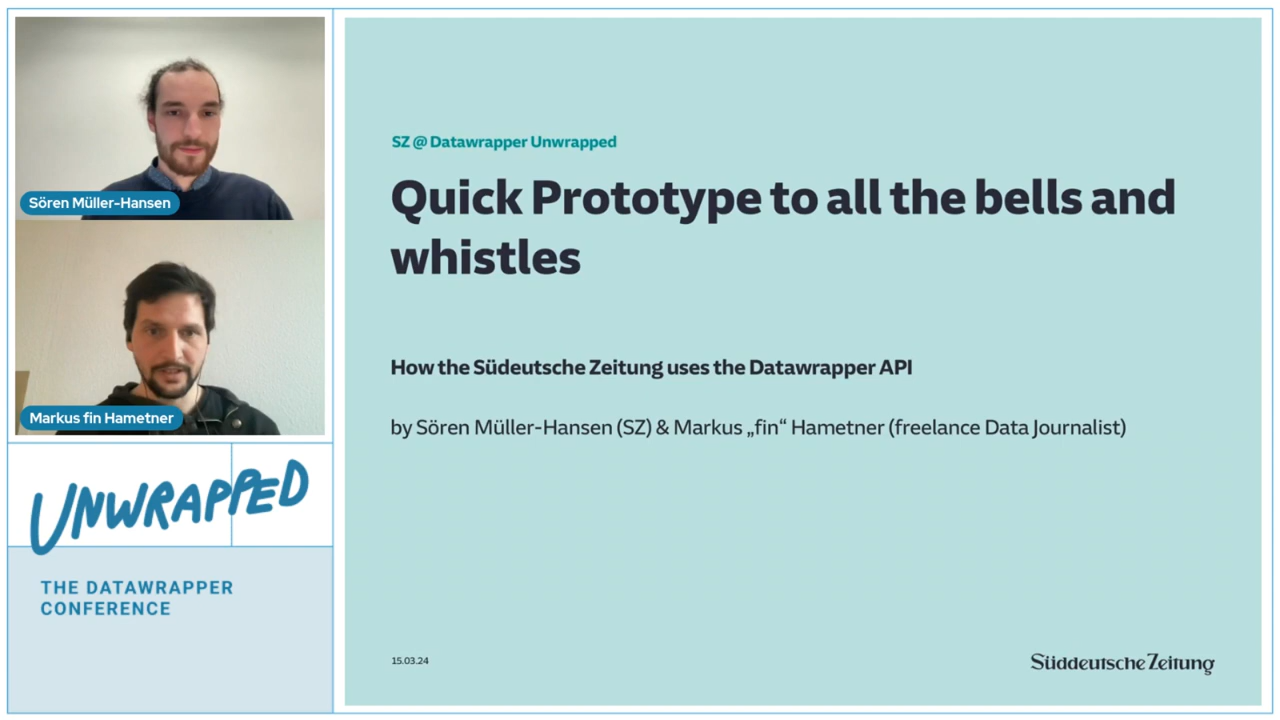 Sören Müller-Hansen
Markus fin Hametner
UNWRAPPED
THE DATAWRAPPER
CONFERENCE
SZ @ Datawrapper Unwrapped
Quick Prototype to all the bells and
whistles
How the Südeutsche Zeitung uses the Datawrapper API
by Sören Müller-Hansen (SZ) & Markus „fin“ Hametner (freelance Data Journalist)
15.03.24
Süddeutsche Zeitung